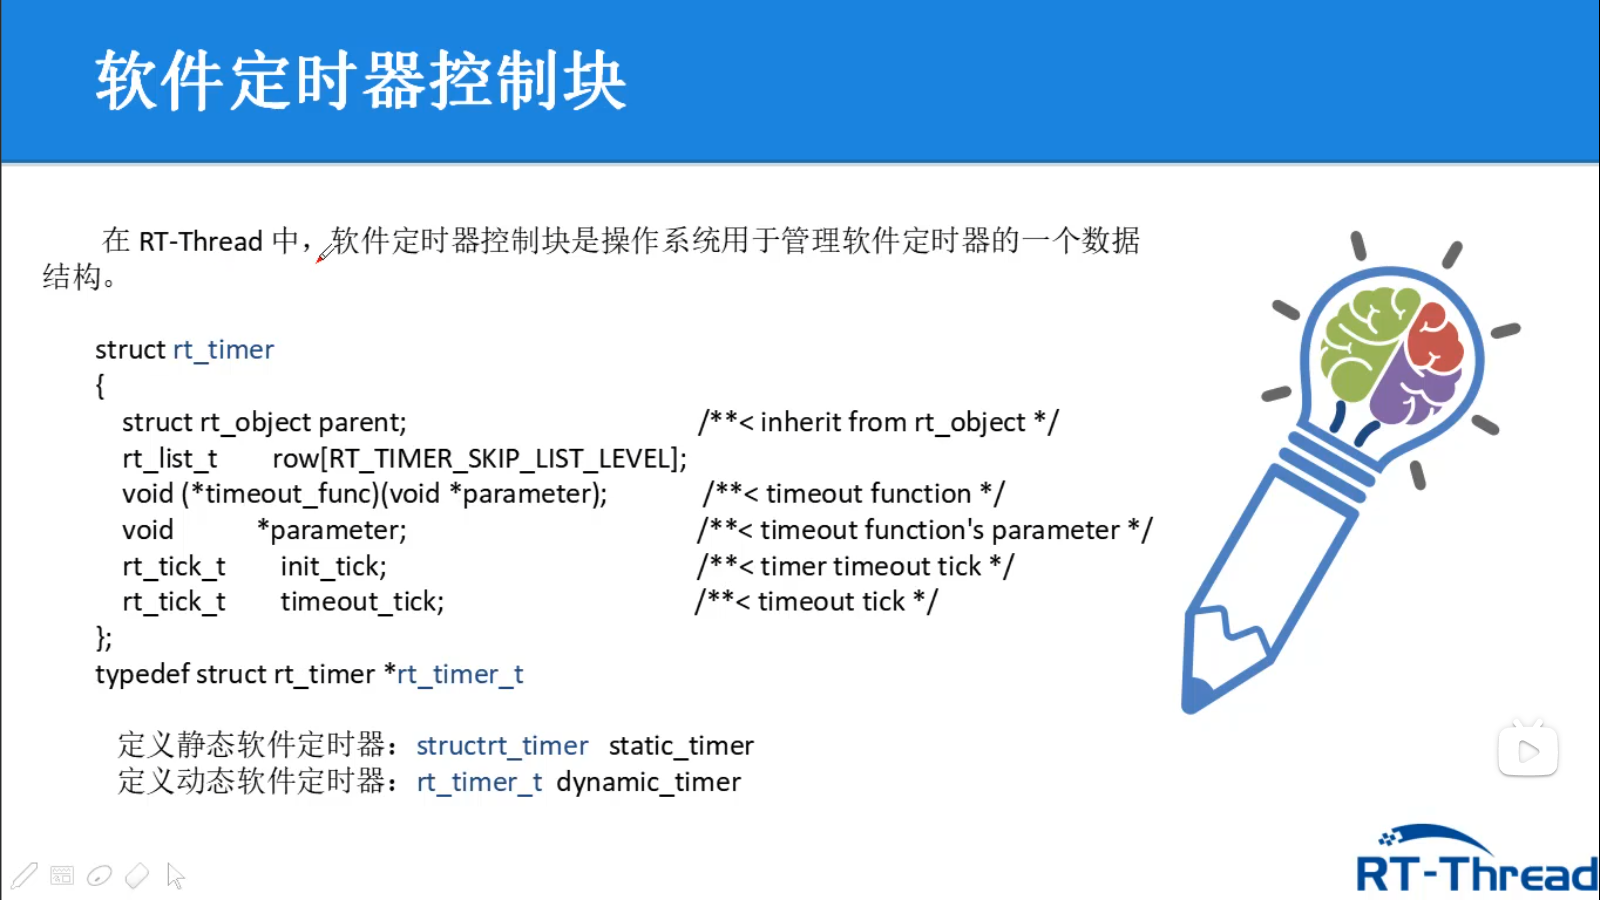 软件定时器控制块
在 RT-Thread 中，软件定时器控制块是操作系统用于管理软件定时器的一个数据
结构。
struct rt_timer
{
struct rt_object parent; /**< inherit from rt_object */
rt_list_t row[RT_TIMER_SKIP_LIST_LEVEL];
void (*timeout_func)(void *parameter); /**< timeout function */
void *parameter; /**< timeout function's parameter */
rt_tick_t init_tick; /**< timer timeout tick */
rt_tick_t timeout_tick; /**< timeout tick */
};
typedef struct rt_timer *rt_timer_t
定义静态软件定时器：structrt_timer static_timer
定义动态软件定时器：rt_timer_t dynamic_timer
RT-Thread